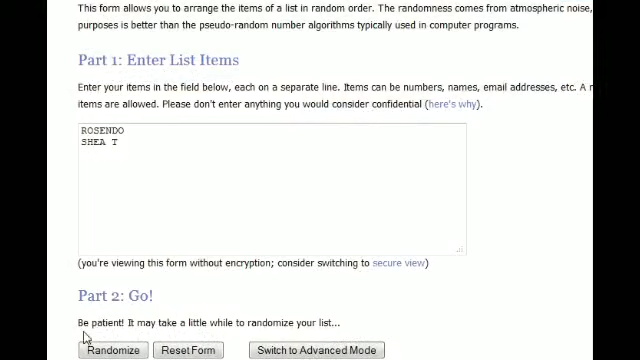 This form allows you to arrange the items of a list in random order. The randomness comes from atmospheric noise,
purposes is better than the pseudo-random number algorithms typically used in computer programs.
Part 1: Enter List Items
Enter your items in the field below, each on a separate line. Items can be numbers, names, email addresses, etc. A
items are allowed. Please don't enter anything you would consider confidential (here's why).
ROSENDO
SHEA T
(you're viewing this form without encryption; consider switching to secure view)
Part 2: Go!
Be patient! It may take a little while to randomize your list...
Randomize Reset Form Switch to Advanced Mode